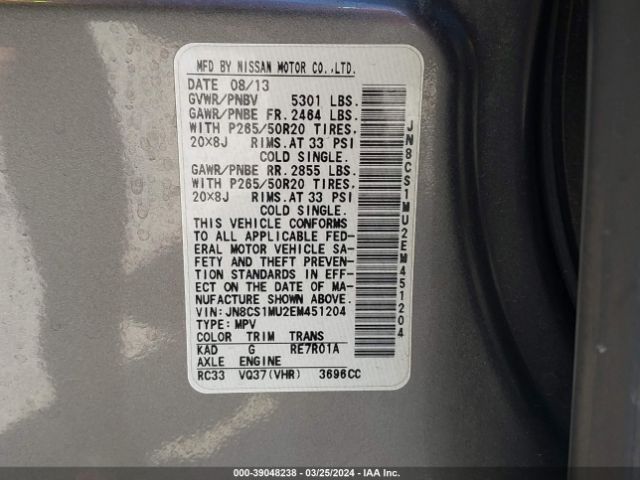 MFD BY NISSAN MOTOR CO.,LTD.
DATE 08/13
GVWR/PNBV 5301 LBS.
GAWR/PNBE FR. 2464 LBS.
WITH P265/50R20 TIRES,
20X8J RIMS.AT 33 PSI
COLD SINGLE.
GAWR/PNBE RR. 2855 LBS.
WITH P265/50R20 TIRES,
20X8J RIMS.AT 33 PSI
COLD SINGLE.
THIS VEHICLE CONFORMS
TO ALL APPLICABLE FED-
ERAL MOTOR VEHICLE SA-
FETY AND THEFT PREVEN-
TION STANDARDS IN EFF-
ECT ON THE DATE OF MA-
NUFACTURE SHOWN ABOVE.
VIN:JN8CS1MU2EM451204
TYPE:MPV
COLOR TRIM TRANS
KAD G RE7R01A
AXLE ENGINE
RC33 VQ37(VHR) 3696CC
JN8CS1MU2EM451204
000-39048238 - 03/25/2024 - IAA Inc.